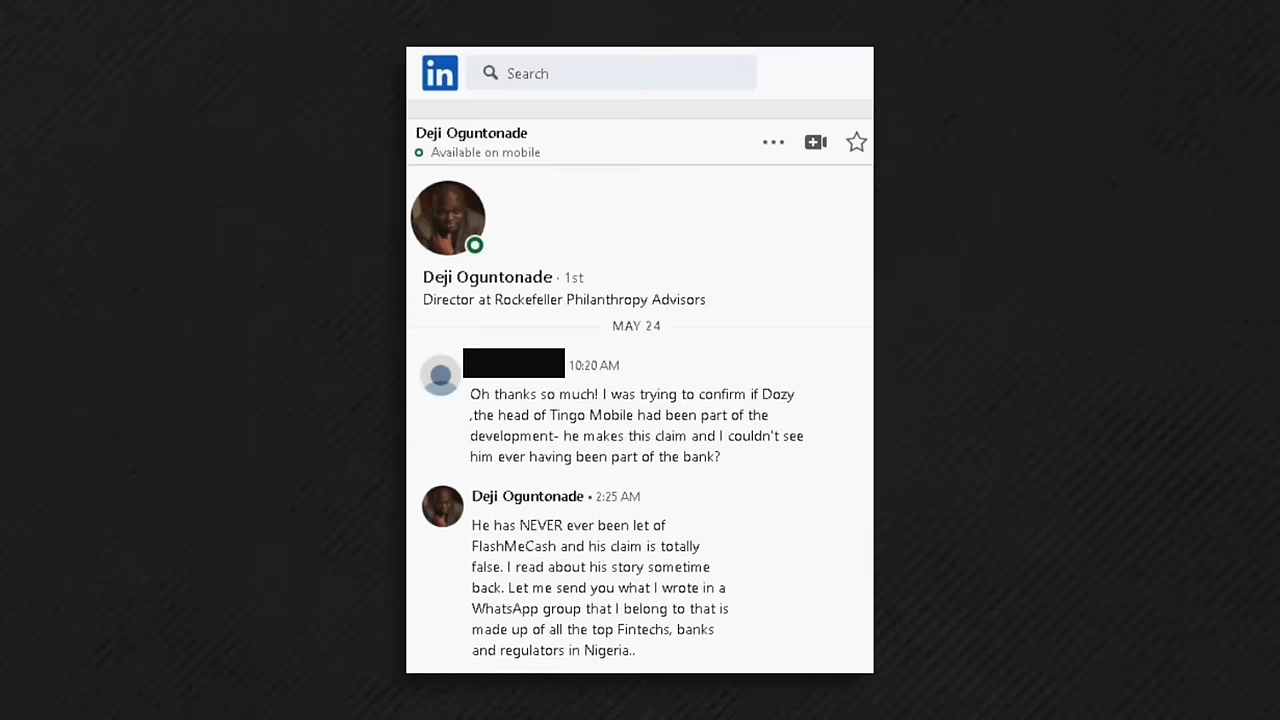 in
Search
Deji Oguntonade
Available on mobile
Deji Oguntonade · 1st
Director at Rockefeller Philanthropy Advisors
MAY 24
10:20 AM
Oh thanks so much! I was trying to confirm if Dozy
,the head of Tingo Mobile had been part of the
development- he makes this claim and I couldn't see
him ever having been part of the bank?
Deji Oguntonade • 2:25 AM
He has NEVER ever been let of
FlashMeCash and his claim is totally
false. I read about his story sometime
back. Let me send you what I wrote in a
WhatsApp group that I belong to that is
made up of all the top Fintechs, banks
and regulators in Nigeria..